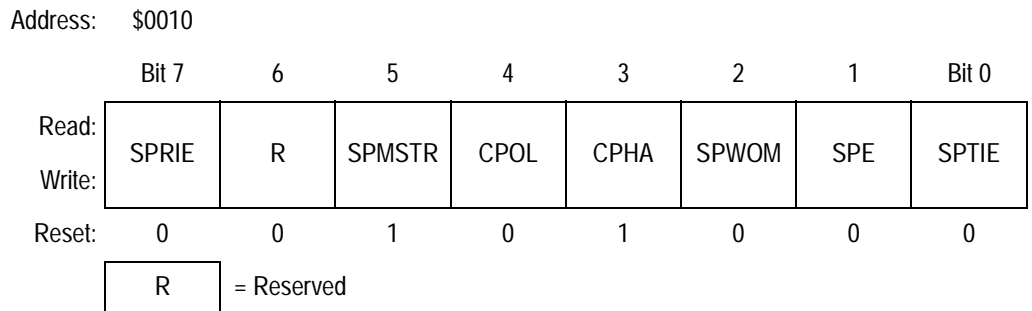 Address: $0010
Bit 7 6 5 4 3 2 1 Bit 0
Read:
SPRIE R SPMSTR CPOL CPHA SPWOM SPE SPTIE
Write:
Reset: 0 0 1 0 1 0 0 0
R = Reserved